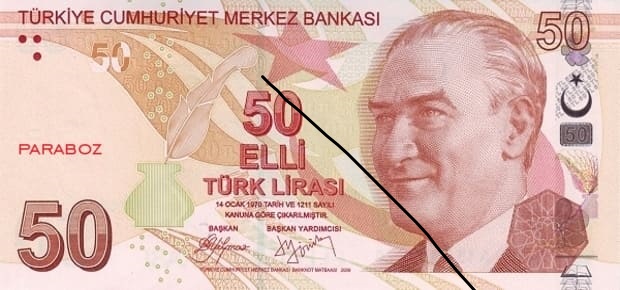 TÜRKİYE CUMHURİYET MERKEZ BANKASI
50
50
PARABOZ
50
ELLİ
TÜRK LİRASI
14 OCAK 1970 TARİH VE 1211 SAYILI
KANUNA GÖRE ÇIKARILMIŞTIR.
BAŞKAN BAŞKAN YARDIMCISI
50
50
TÜRKİYE CUMHURİYET MERKEZ BANKASI BANKNOT MATBAASI 2009